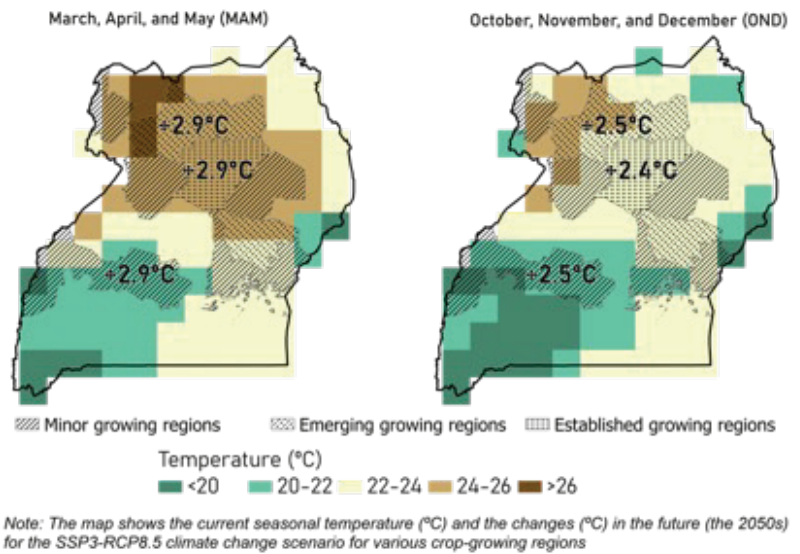 March, April, and May (MAM)
October, November, and December (OND)
+2.9°C
+2.9°C
+2.9°C
+2.5°C
+2.4°C
+2.5°C
Minor growing regions
Emerging growing regions
Established growing regions
Temperature (°C)
<20
20-22
22-24
24-26
>26
Note: The map shows the current seasonal temperature (°C) and the changes (°C) in the future (the 2050s)
for the SSP3-RCP8.5 climate change scenario for various crop-growing regions